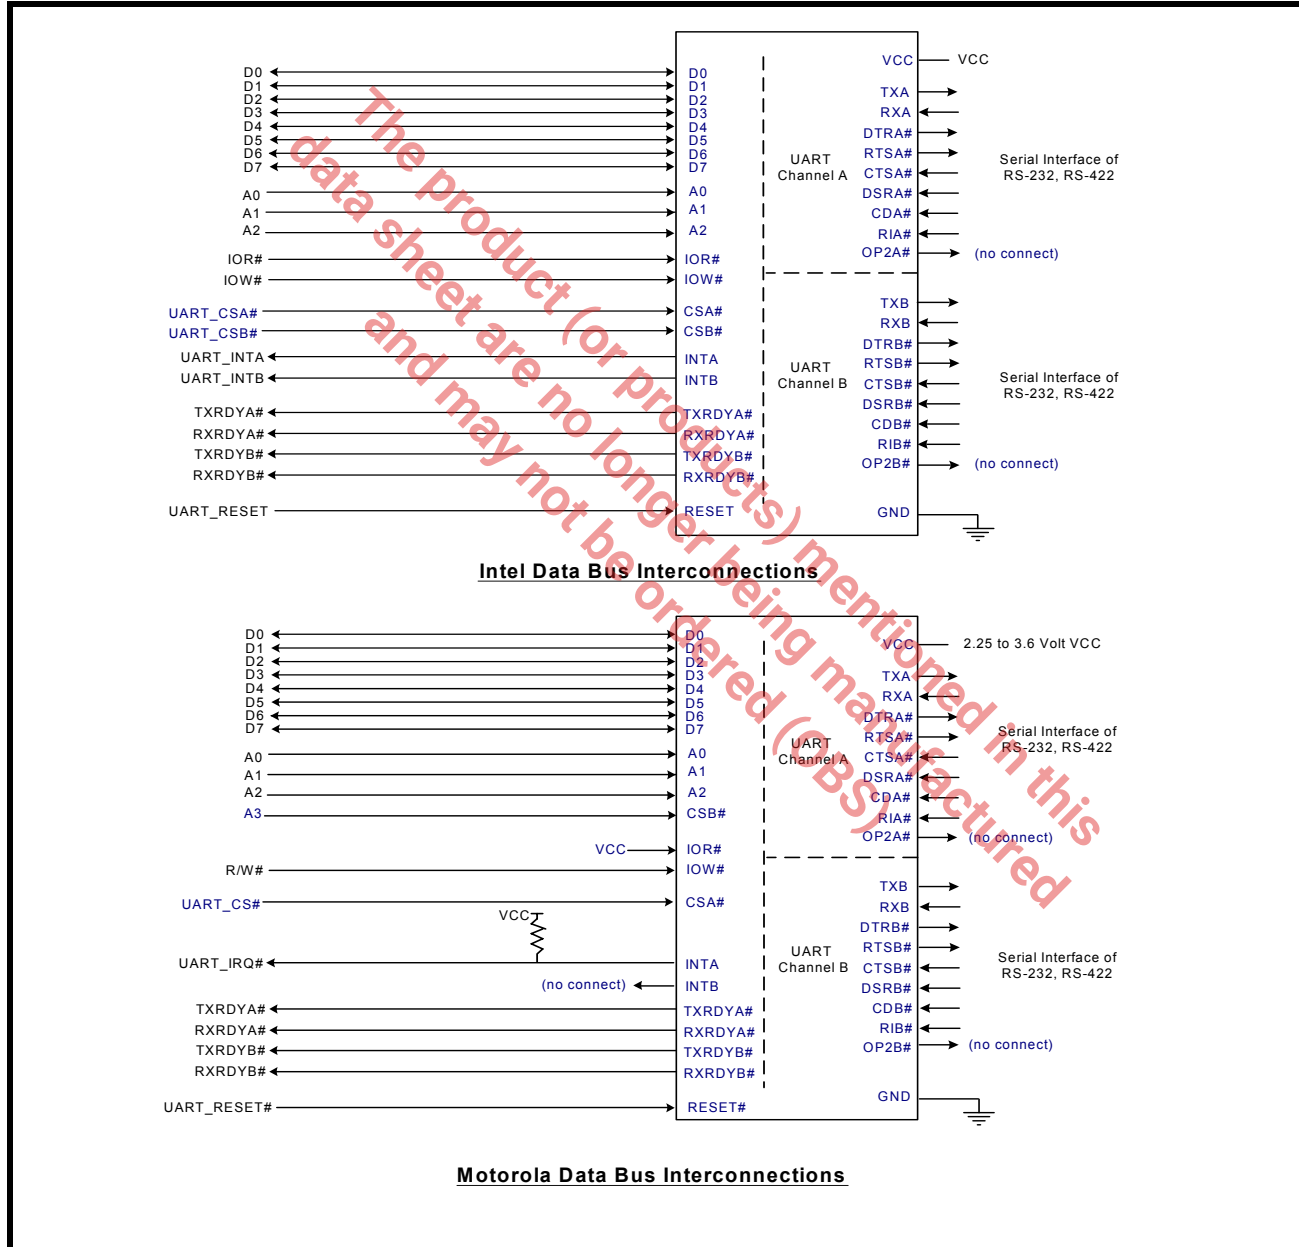 D0 D0
D1 D1
D2 D2
D3 D3
D4 D4
D5 D5
D6 D6
D7 D7
A0 A0
A1 A1
A2 A2
IOR# IOR#
IOW# IOW#
UART_CSA# CSA#
UART_CSB# CSB#
UART_INTA INTA
UART_INTB INTB
TXRDYA# TXRDYA#
RXRDYA# RXRDYA#
TXRDYB# TXRDYB#
RXRDYB# RXRDYB#
UART_RESET RESET
UART
Channel A
UART
Channel B
VCC VCC
TXA
RXA
DTRA#
RTSA#
CTSA#
DSRA#
CDA#
RIA#
OP2A# (no connect)
Serial Interface of
RS-232, RS-422
TXB
RXB
DTRB#
RTSB#
CTSB#
DSRB#
CDB#
RIB#
OP2B# (no connect)
Serial Interface of
RS-232, RS-422
GND
Intel Data Bus Interconnections
D0 D0
D1 D1
D2 D2
D3 D3
D4 D4
D5 D5
D6 D6
D7 D7
A0 A0
A1 A1
A2 A2
A3 CSB#
VCC IOR#
R/W# IOW#
UART_CS# CSA#
VCC
UART_IRQ# INTA
(no connect) INTB
TXRDYA# TXRDYA#
RXRDYA# RXRDYA#
TXRDYB# TXRDYB#
RXRDYB# RXRDYB#
UART_RESET# RESET#
UART
Channel A
UART
Channel B
VCC 2.25 to 3.6 Volt VCC
TXA
RXA
DTRA#
RTSA#
CTSA#
DSRA#
CDA#
RIA#
OP2A# (no connect)
Serial Interface of
RS-232, RS-422
TXB
RXB
DTRB#
RTSB#
CTSB#
DSRB#
CDB#
RIB#
OP2B# (no connect)
Serial Interface of
RS-232, RS-422
GND
Motorola Data Bus Interconnections
The product (or products) mentioned in this
data sheet are no longer being manufactured
and may not be ordered (OBS)